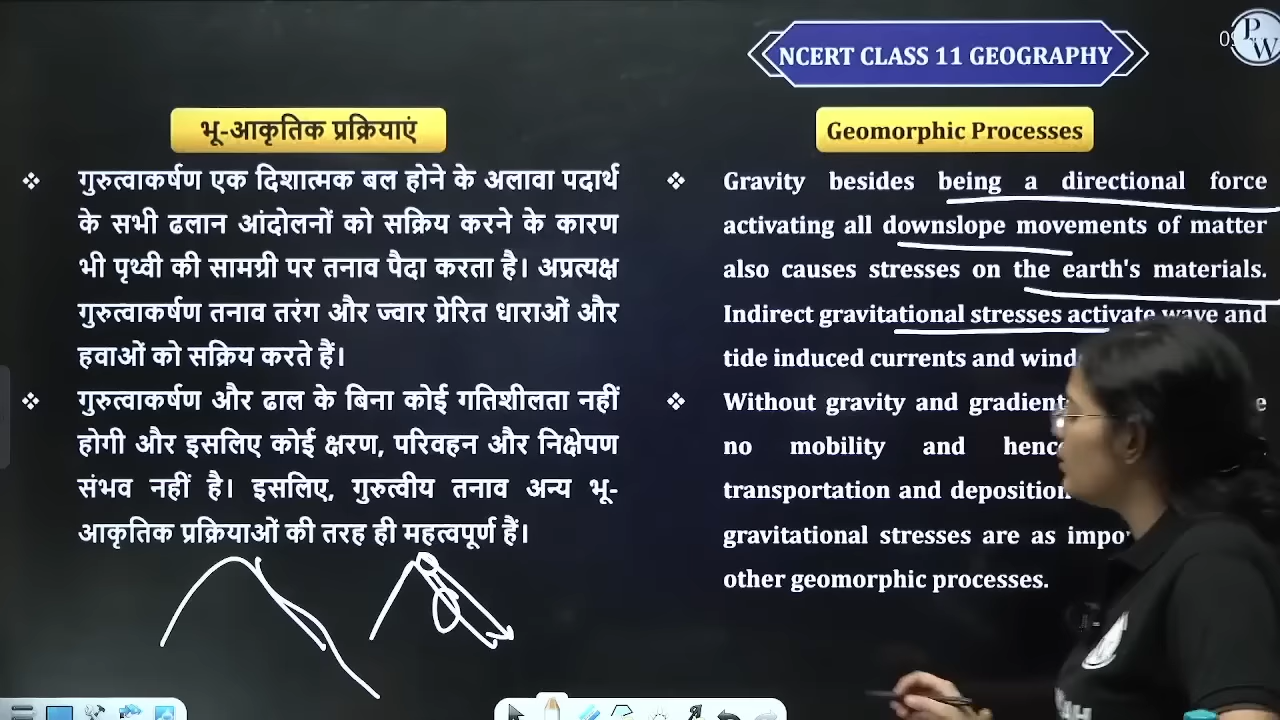 NCERT CLASS 11 GEOGRAPHY
PW
भू-आकृतिक प्रक्रियाएं
❖ गुरुत्वाकर्षण एक दिशात्मक बल होने के अलावा पदार्थ
के सभी ढलान आंदोलनों को सक्रिय करने के कारण
भी पृथ्वी की सामग्री पर तनाव पैदा करता है। अप्रत्यक्ष
गुरुत्वाकर्षण तनाव तरंग और ज्वार प्रेरित धाराओं और
हवाओं को सक्रिय करते हैं।
❖ गुरुत्वाकर्षण और ढाल के बिना कोई गतिशीलता नहीं
होगी और इसलिए कोई क्षरण, परिवहन और निक्षेपण
संभव नहीं है। इसलिए, गुरुत्वीय तनाव अन्य भू-
आकृतिक प्रक्रियाओं की तरह ही महत्वपूर्ण हैं।
Geomorphic Processes
❖ Gravity besides being a directional force
activating all downslope movements of matter
also causes stresses on the earth's materials.
Indirect gravitational stresses activate wave and
tide induced currents and
❖ Without gravity and
no mobility and
transportation and
gravitational stresses are as
other geomorphic processes.